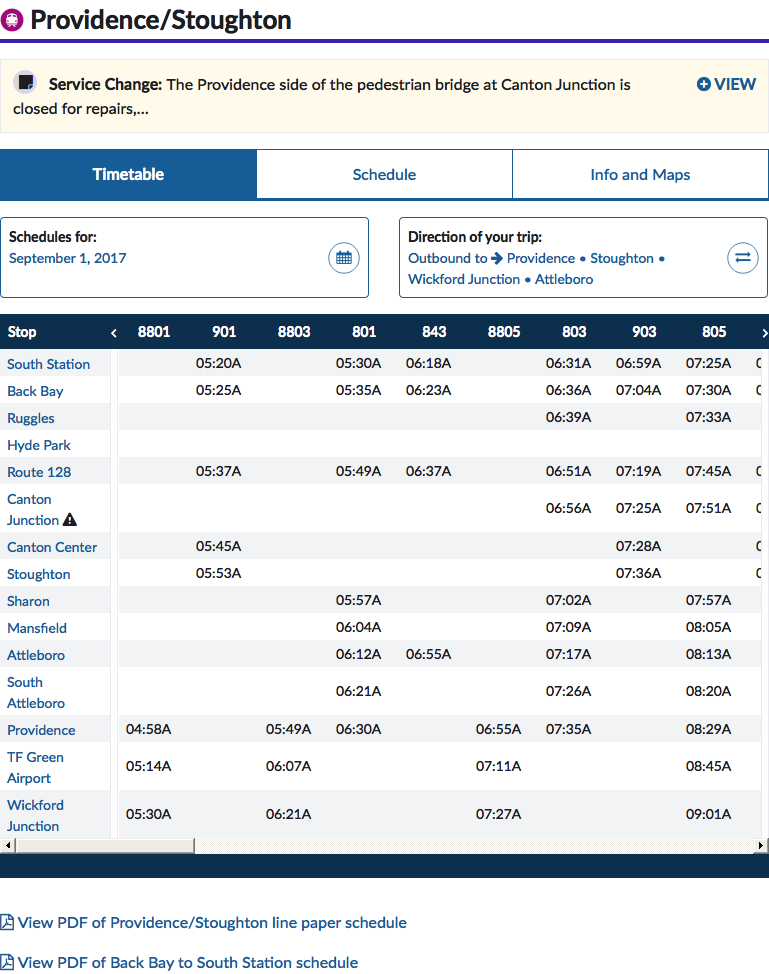 Providence/Stoughton
Service Change: The Providence side of the pedestrian bridge at Canton Junction is
closed for repairs,...
VIEW
Timetable
Schedule
Info and Maps
Schedules for:
September 1, 2017
Direction of your trip:
Outbound to Providence • Stoughton •
Wickford Junction • Attleboro
Stop 8801 901 8803 801 843 8805 803 903 805
South Station 05:20A 05:30A 06:18A 06:31A 06:59A 07:25A
Back Bay 05:25A 05:35A 06:23A 06:36A 07:04A 07:30A
Ruggles 06:39A 07:33A
Hyde Park
Route 128 05:37A 05:49A 06:37A 06:51A 07:19A 07:45A
Canton
Junction 06:56A 07:25A 07:51A
Canton Center 05:45A 07:28A
Stoughton 05:53A 07:36A
Sharon 05:57A 07:02A 07:57A
Mansfield 06:04A 07:09A 08:05A
Attleboro 06:12A 06:55A 07:17A 08:13A
South
Attleboro 06:21A 07:26A 08:20A
Providence 04:58A 05:49A 06:30A 06:55A 07:35A 08:29A
TF Green
Airport 05:14A 06:07A 07:11A 08:45A
Wickford
Junction 05:30A 06:21A 07:27A 09:01A
View PDF of Providence/Stoughton line paper schedule
View PDF of Back Bay to South Station schedule